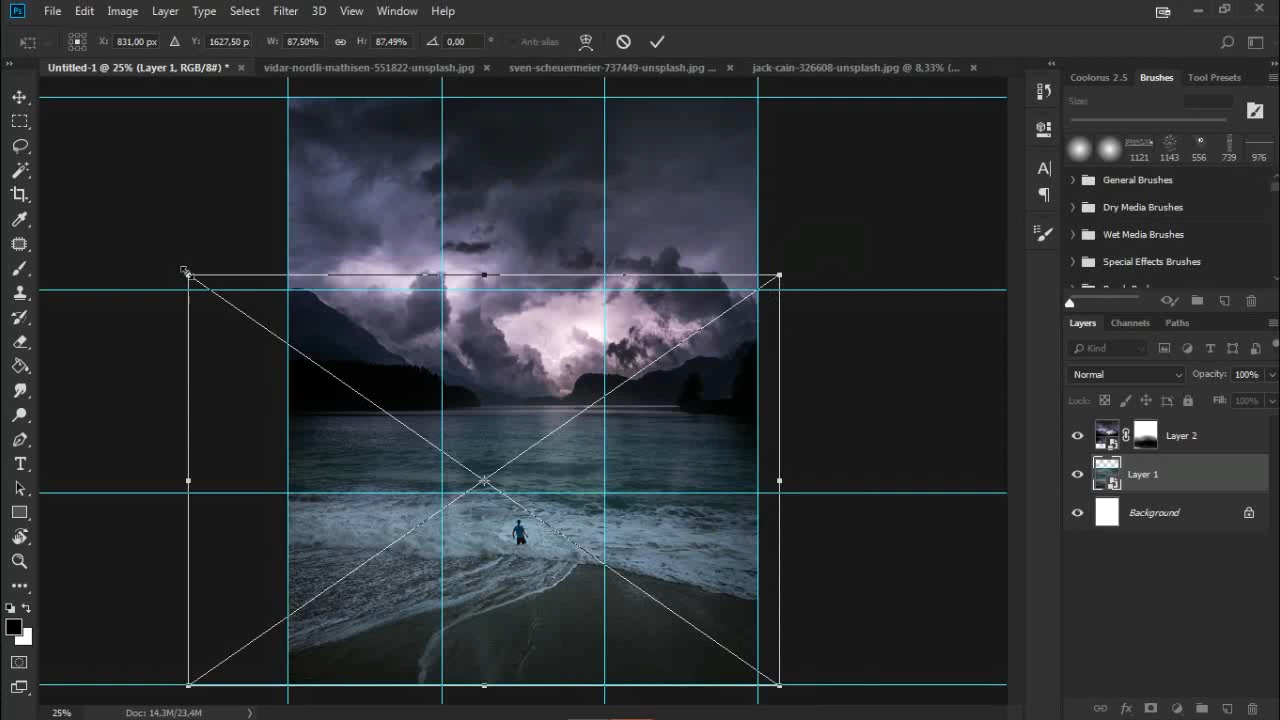 Ps File Edit Image Layer Type Select Filter 3D View Window Help
X: 831,00 px Y: 1627,50 px W: 87,50% H: 87,49% 0,00 ° Anti-alias
Untitled-1 @ 25% (Layer 1, RGB/8#) * × vidar-nordli-mathisen-551822-unsplash.jpg × sven-scheuermeier-737449-unsplash.jpg ... × jack-cain-326608-unsplash.jpg @ 8,33% (... ×
Coolorus 2.5 Brushes Tool Presets
Size:
1121 1143 556 739 976
General Brushes
Dry Media Brushes
Wet Media Brushes
Special Effects Brushes
Layers Channels Paths
Kind
Normal Opacity: 100%
Lock: Fill: 100%
Layer 2
Layer 1
Background
25% Doc: 14,3M/23,4M